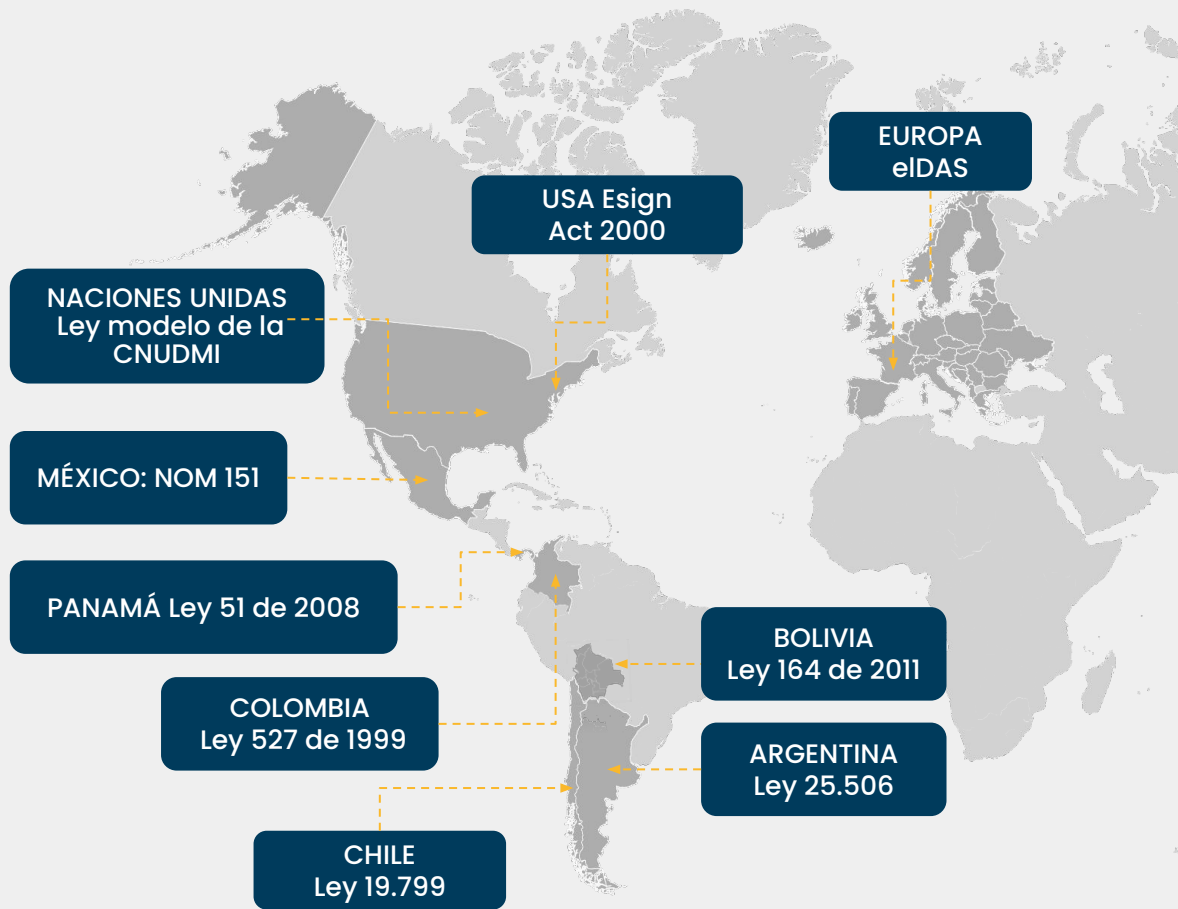 EUROPA
eIDAS
USA Esign
Act 2000
NACIONES UNIDAS
Ley modelo de la
CNUDMI
MÉXICO: NOM 151
PANAMÁ Ley 51 de 2008
BOLIVIA
Ley 164 de 2011
COLOMBIA
Ley 527 de 1999
ARGENTINA
Ley 25.506
CHILE
Ley 19.799